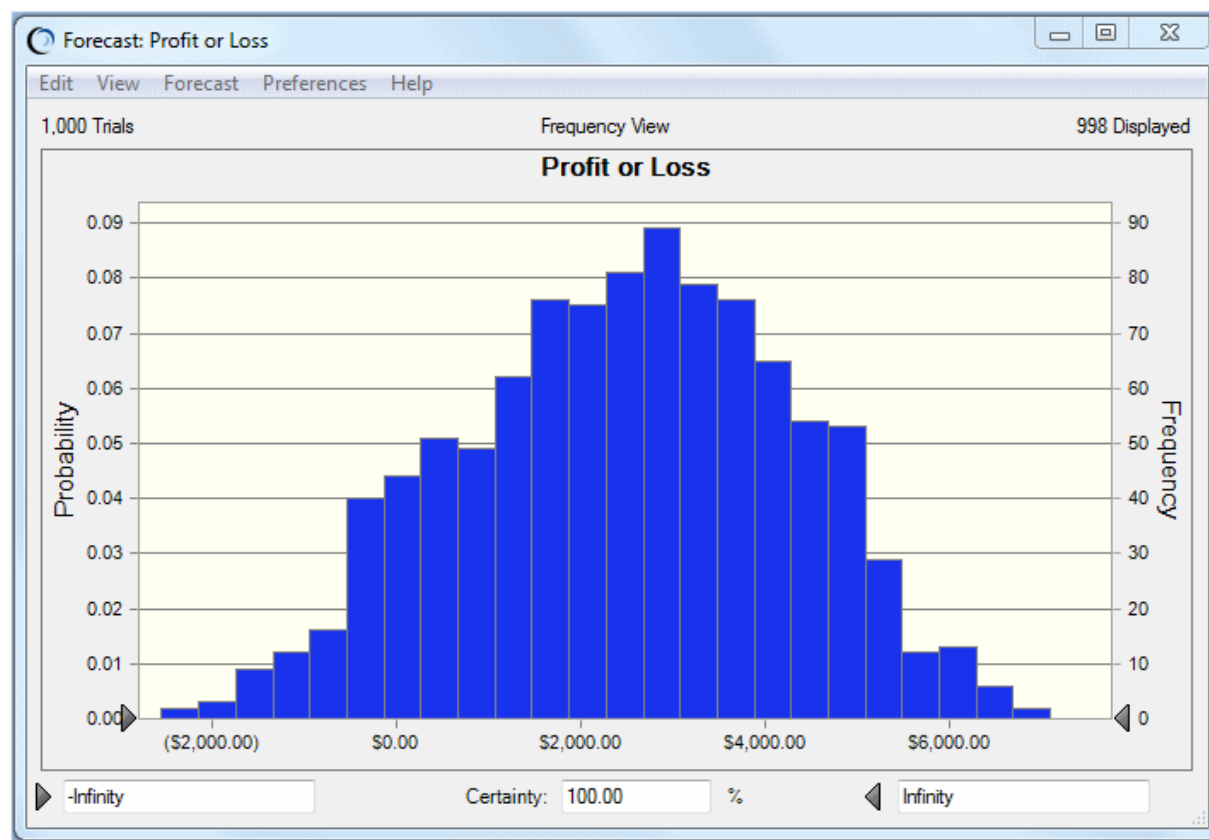 Forecast: Profit or Loss
Edit View Forecast Preferences Help
1,000 Trials Frequency View 998 Displayed
Profit or Loss
0.09 90
0.08 80
0.07 70
0.06 60
0.05 50
0.04 40
0.03 30
0.02 20
0.01 10
0.00 0
Probability
Frequency
($2,000.00) $0.00 $2,000.00 $4,000.00 $6,000.00
-Infinity Certainty: 100.00 % Infinity